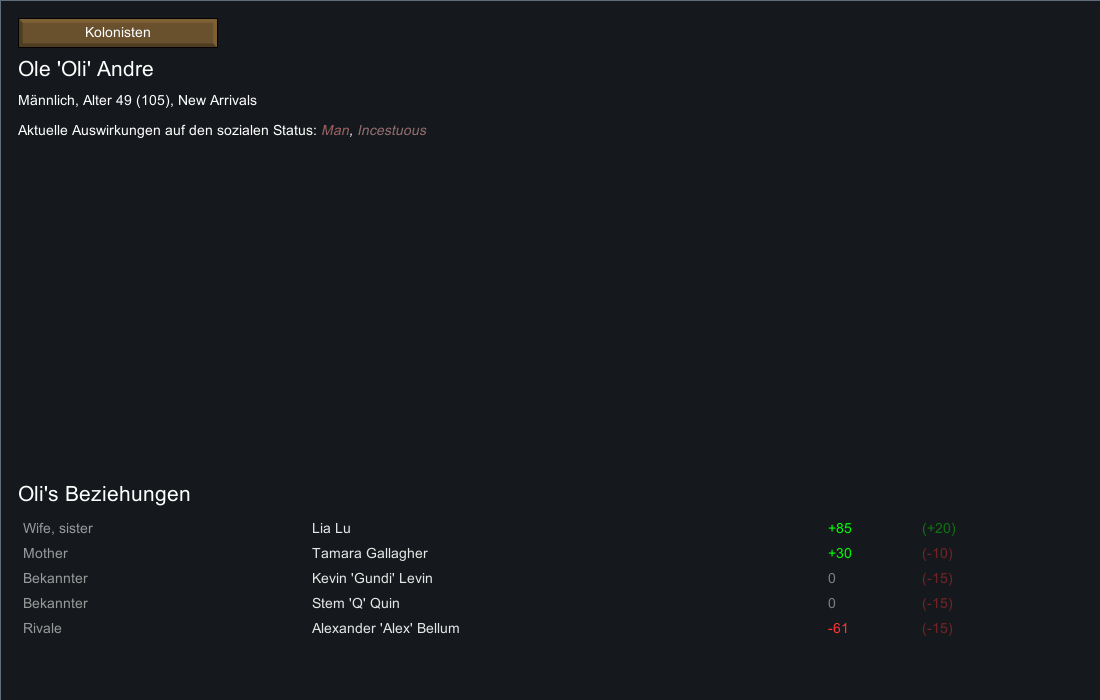 Kolonisten
Ole 'Oli' Andre
Männlich, Alter 49 (105), New Arrivals
Aktuelle Auswirkungen auf den sozialen Status: Man, Incestuous
Oli's Beziehungen
Wife, sister Lia Lu +85 (+20)
Mother Tamara Gallagher +30 (-10)
Bekannter Kevin 'Gundi' Levin 0 (-15)
Bekannter Stem 'Q' Quin 0 (-15)
Rivale Alexander 'Alex' Bellum -61 (-15)